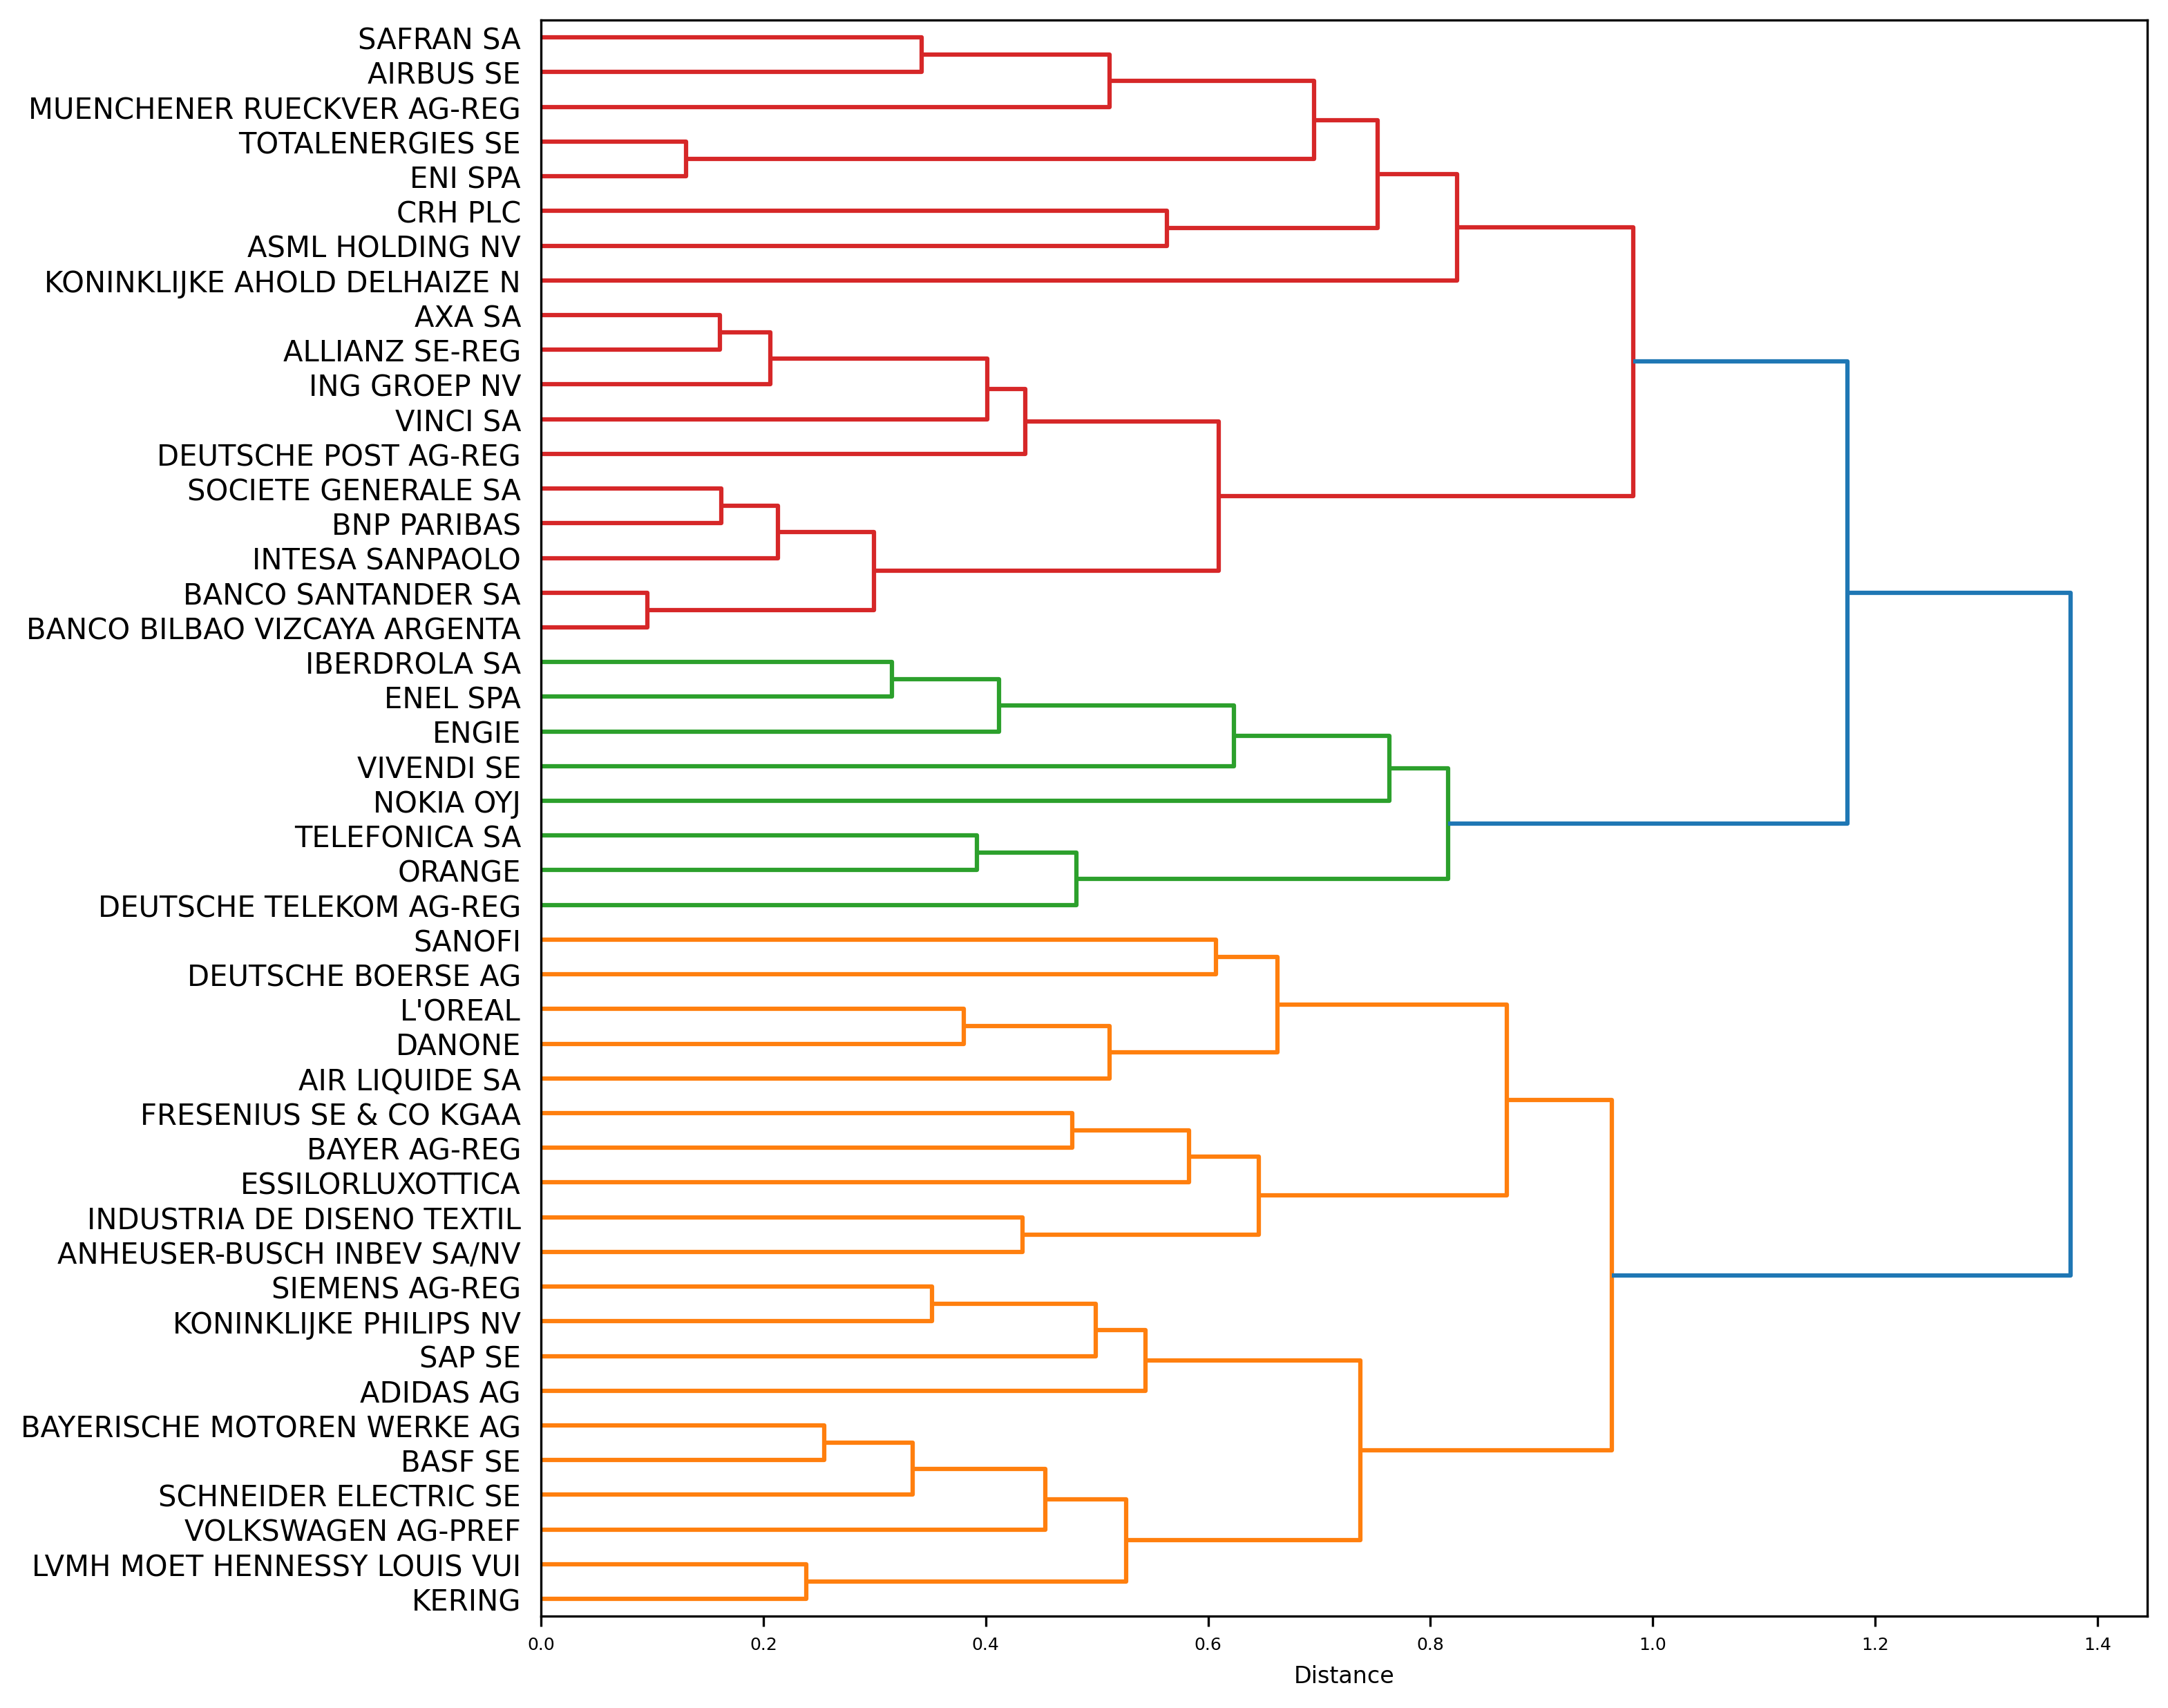 SAFRAN SA
AIRBUS SE
MUENCHENER RUECKVER AG-REG
TOTALENERGIES SE
ENI SPA
CRH PLC
ASML HOLDING NV
KONINKLIJKE AHOLD DELHAIZE N
AXA SA
ALLIANZ SE-REG
ING GROEP NV
VINCI SA
DEUTSCHE POST AG-REG
SOCIETE GENERALE SA
BNP PARIBAS
INTESA SANPAOLO
BANCO SANTANDER SA
BANCO BILBAO VIZCAYA ARGENTA
IBERDROLA SA
ENEL SPA
ENGIE
VIVENDI SE
NOKIA OYJ
TELEFONICA SA
ORANGE
DEUTSCHE TELEKOM AG-REG
SANOFI
DEUTSCHE BOERSE AG
L'OREAL
DANONE
AIR LIQUIDE SA
FRESENIUS SE & CO KGAA
BAYER AG-REG
ESSILORLUXOTTICA
INDUSTRIA DE DISENO TEXTIL
ANHEUSER-BUSCH INBEV SA/NV
SIEMENS AG-REG
KONINKLIJKE PHILIPS NV
SAP SE
ADIDAS AG
BAYERISCHE MOTOREN WERKE AG
BASF SE
SCHNEIDER ELECTRIC SE
VOLKSWAGEN AG-PREF
LVMH MOET HENNESSY LOUIS VUI
KERING
0.0 0.2 0.4 0.6 0.8 1.0 1.2 1.4
Distance